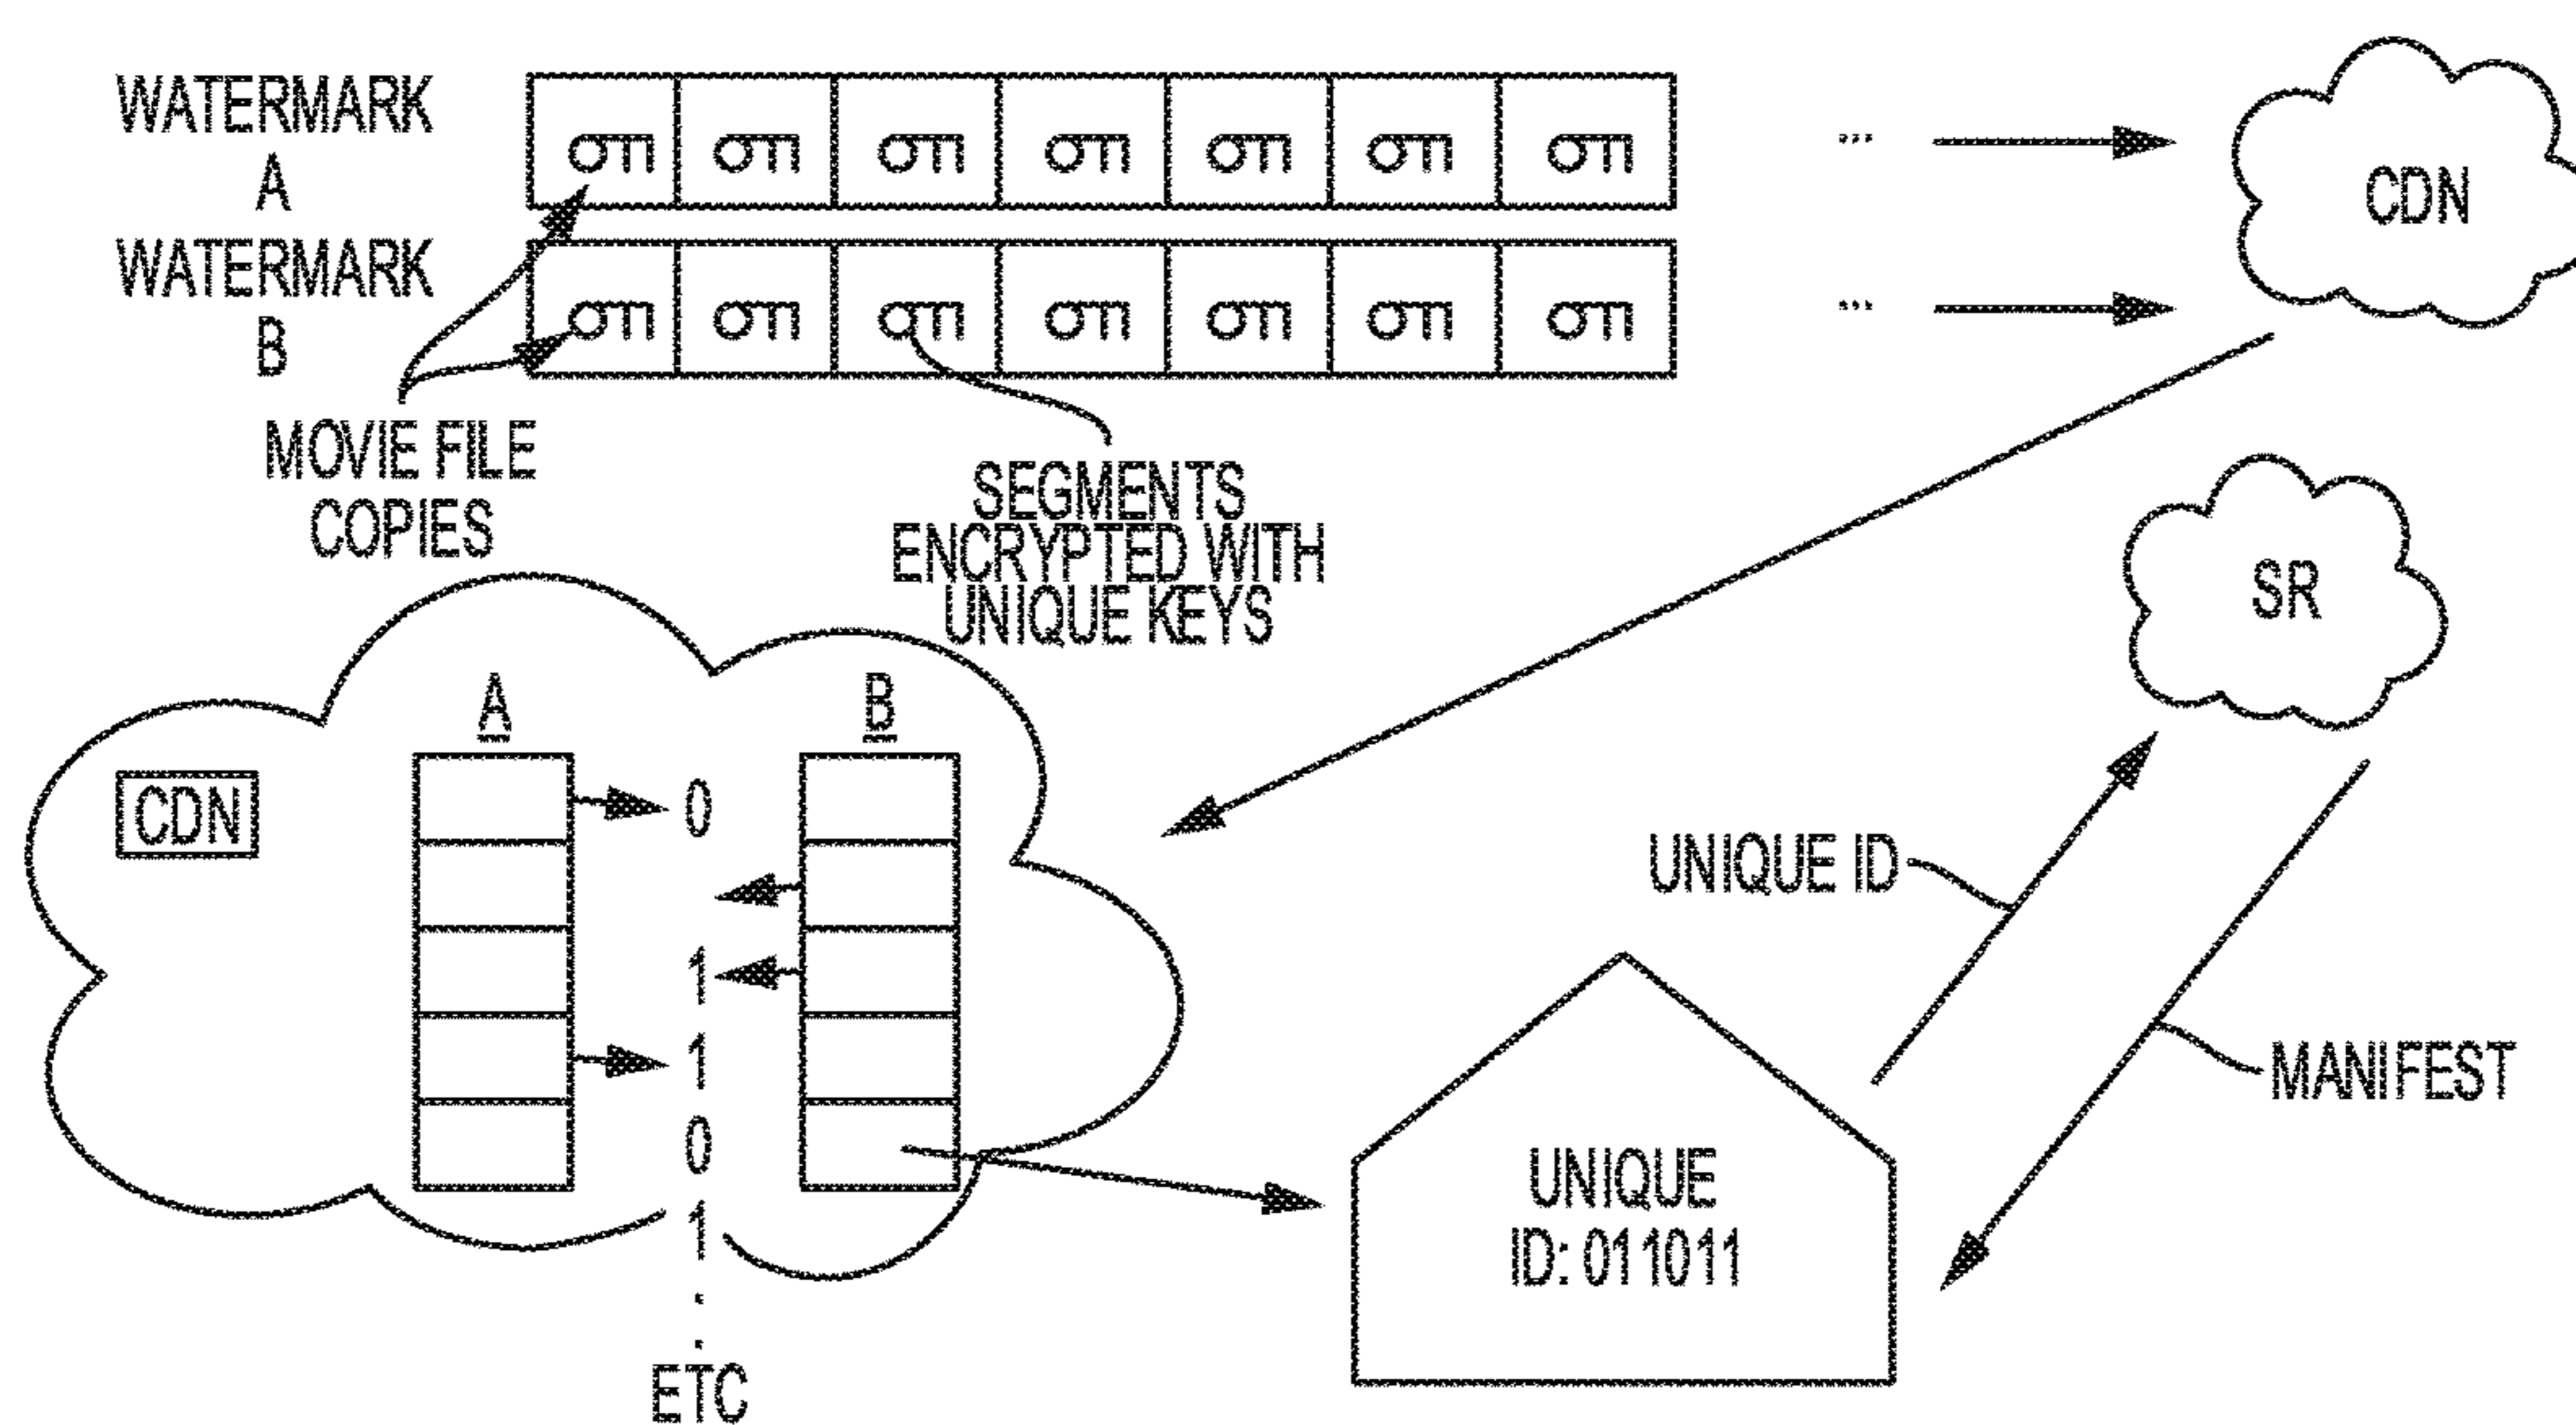 WATERMARK
A
WATERMARK
B
...
...
CDN
MOVIE FILE
COPIES
SEGMENTS
ENCRYPTED WITH
UNIQUE KEYS
SR
CDN
A
B
0
1
1
0
1
.
.
ETC
UNIQUE ID
MANIFEST
UNIQUE
ID: 011011